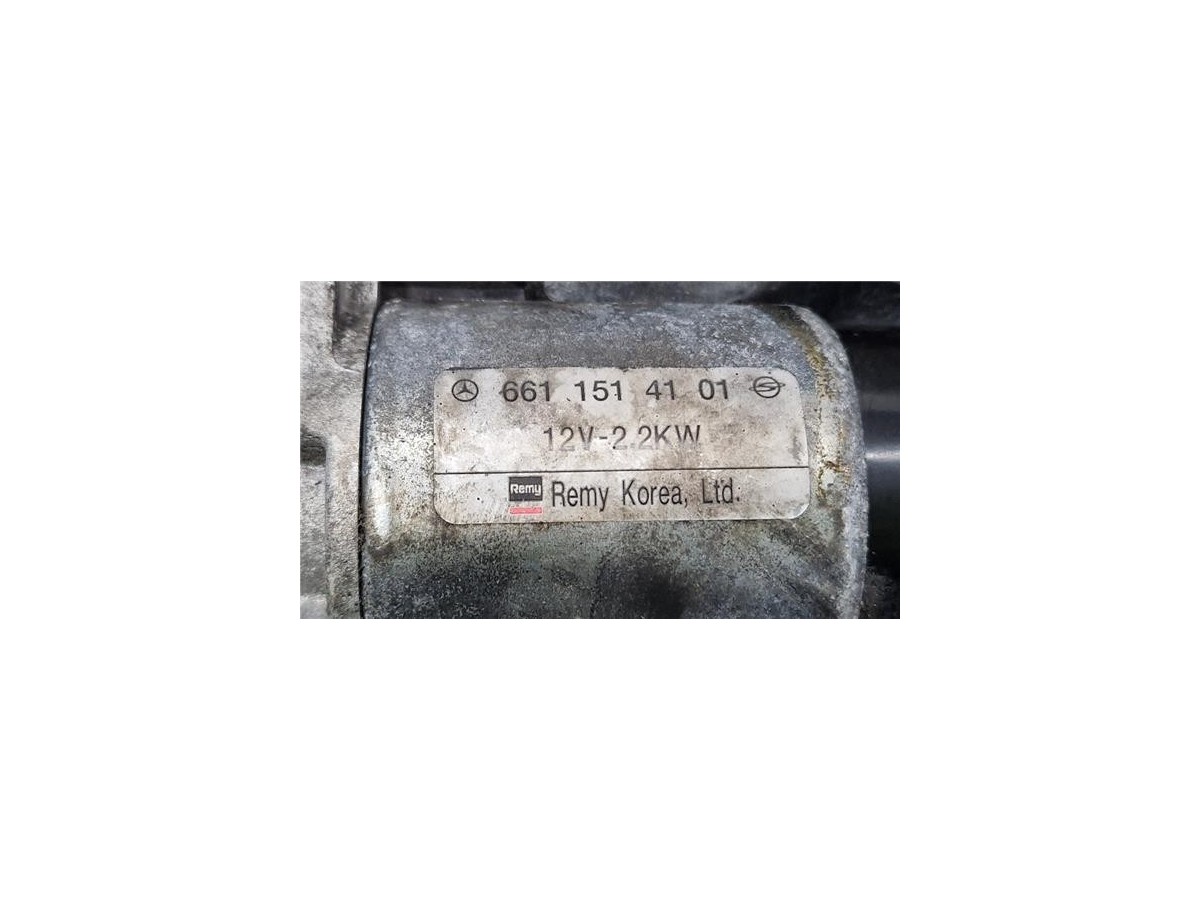 661 151 41 01
12V-2.2KW
Remy Remy Korea, Ltd.